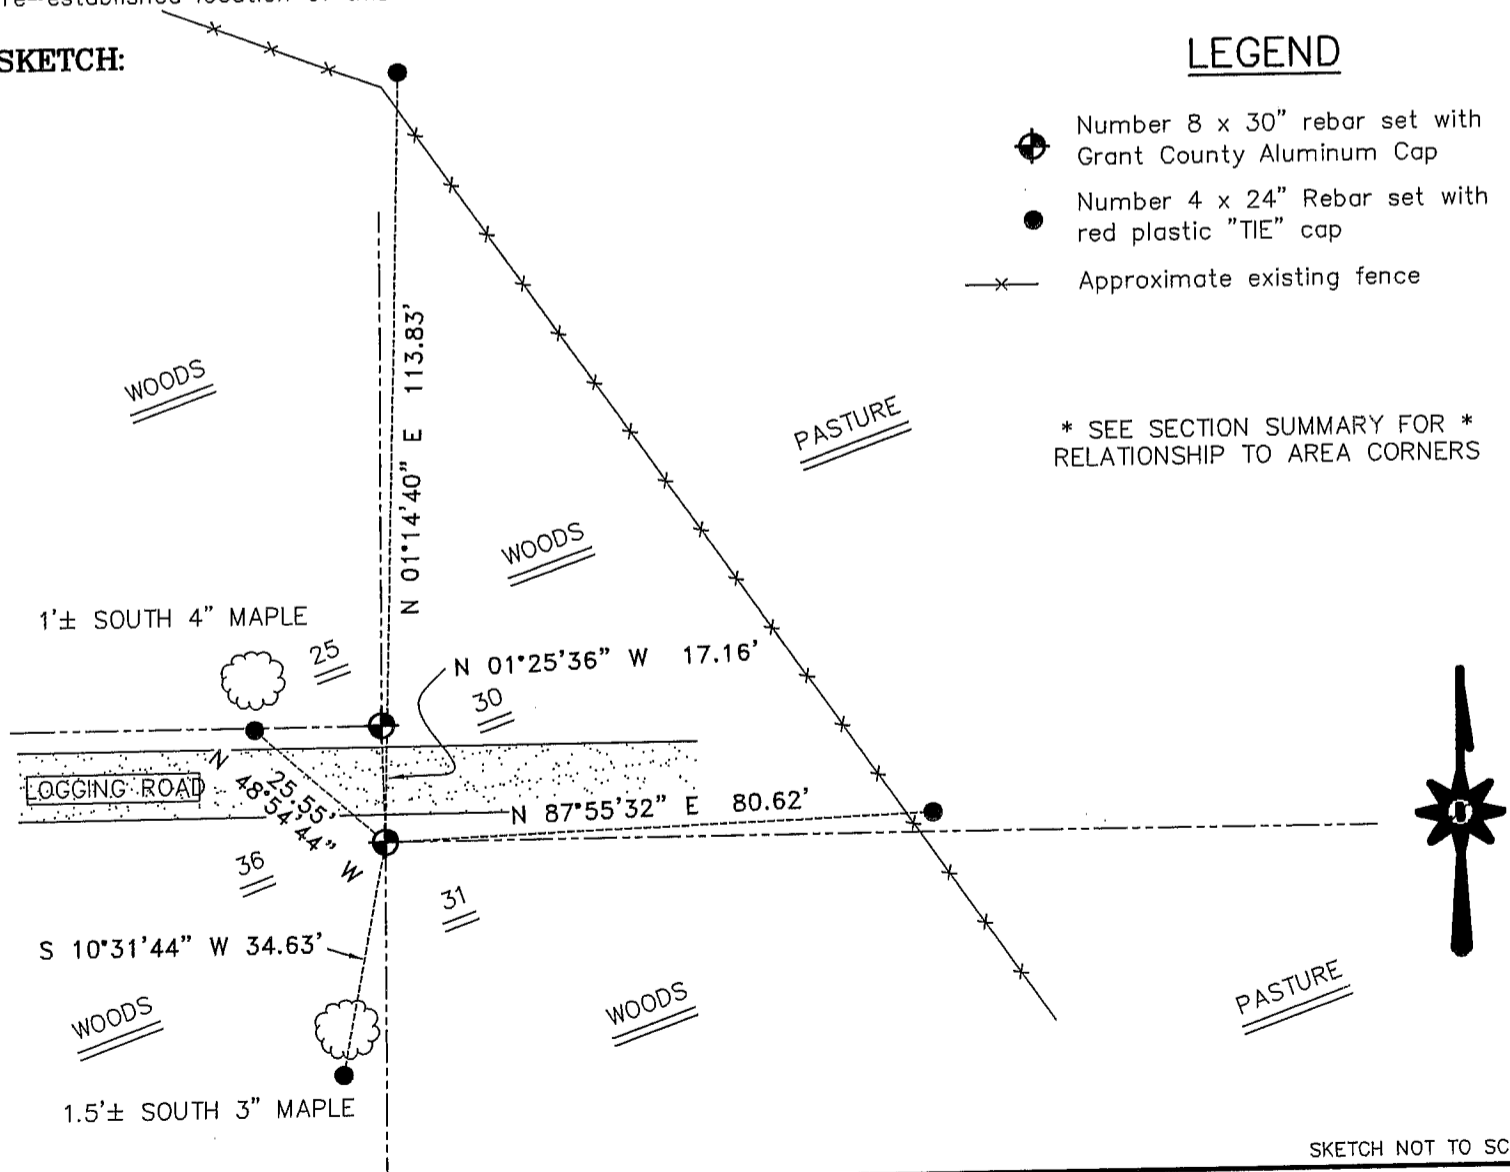 SKETCH:
LEGEND
Number 8 x 30" rebar set with
Grant County Aluminum Cap
Number 4 x 24" Rebar set with
red plastic "TIE" cap
Approximate existing fence
* SEE SECTION SUMMARY FOR *
RELATIONSHIP TO AREA CORNERS
WOODS
N 01°14'40" E 113.83'
PASTURE
WOODS
1'± SOUTH 4" MAPLE
25
N 01°25'36" W 17.16'
30
LOGGING ROAD
N 48°54'44" W
25.55'
N 87°55'32" E 80.62'
36
31
S 10°31'44" W 34.63'
WOODS
WOODS
PASTURE
1.5'± SOUTH 3" MAPLE
SKETCH NOT TO SC